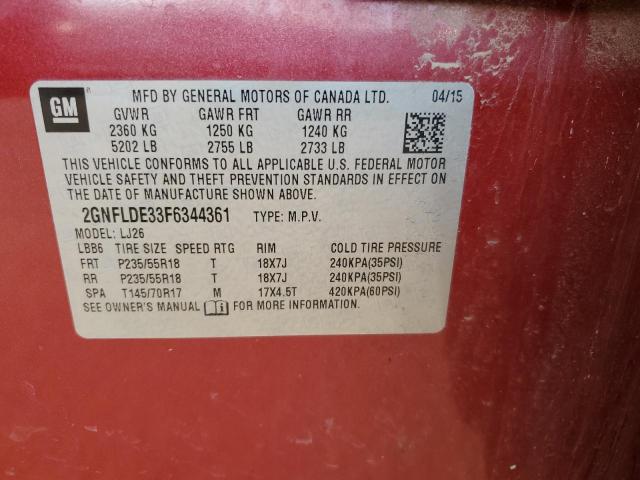 GM
MFD BY GENERAL MOTORS OF CANADA LTD. 04/15
GVWR GAWR FRT GAWR RR
2360 KG 1250 KG 1240 KG
5202 LB 2755 LB 2733 LB
THIS VEHICLE CONFORMS TO ALL APPLICABLE U.S. FEDERAL MOTOR
VEHICLE SAFETY AND THEFT PREVENTION STANDARDS IN EFFECT ON
THE DATE OF MANUFACTURE SHOWN ABOVE.
2GNFLDE33F6344361 TYPE: M.P.V.
MODEL: LJ26
LBB6 TIRE SIZE SPEED RTG RIM COLD TIRE PRESSURE
FRT P235/55R18 T 18X7J 240KPA(35PSI)
RR P235/55R18 T 18X7J 240KPA(35PSI)
SPA T145/70R17 M 17X4.5T 420KPA(60PSI)
SEE OWNER'S MANUAL FOR MORE INFORMATION.